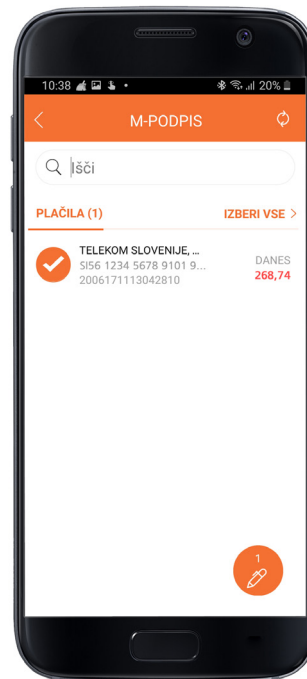 10:38
20%
M-PODPIS
Išči
PLAČILA (1)
IZBERI VSE >
TELEKOM SLOVENIJE, ...
SI56 1234 5678 9101 9...
2006171113042810
DANES
268,74
1